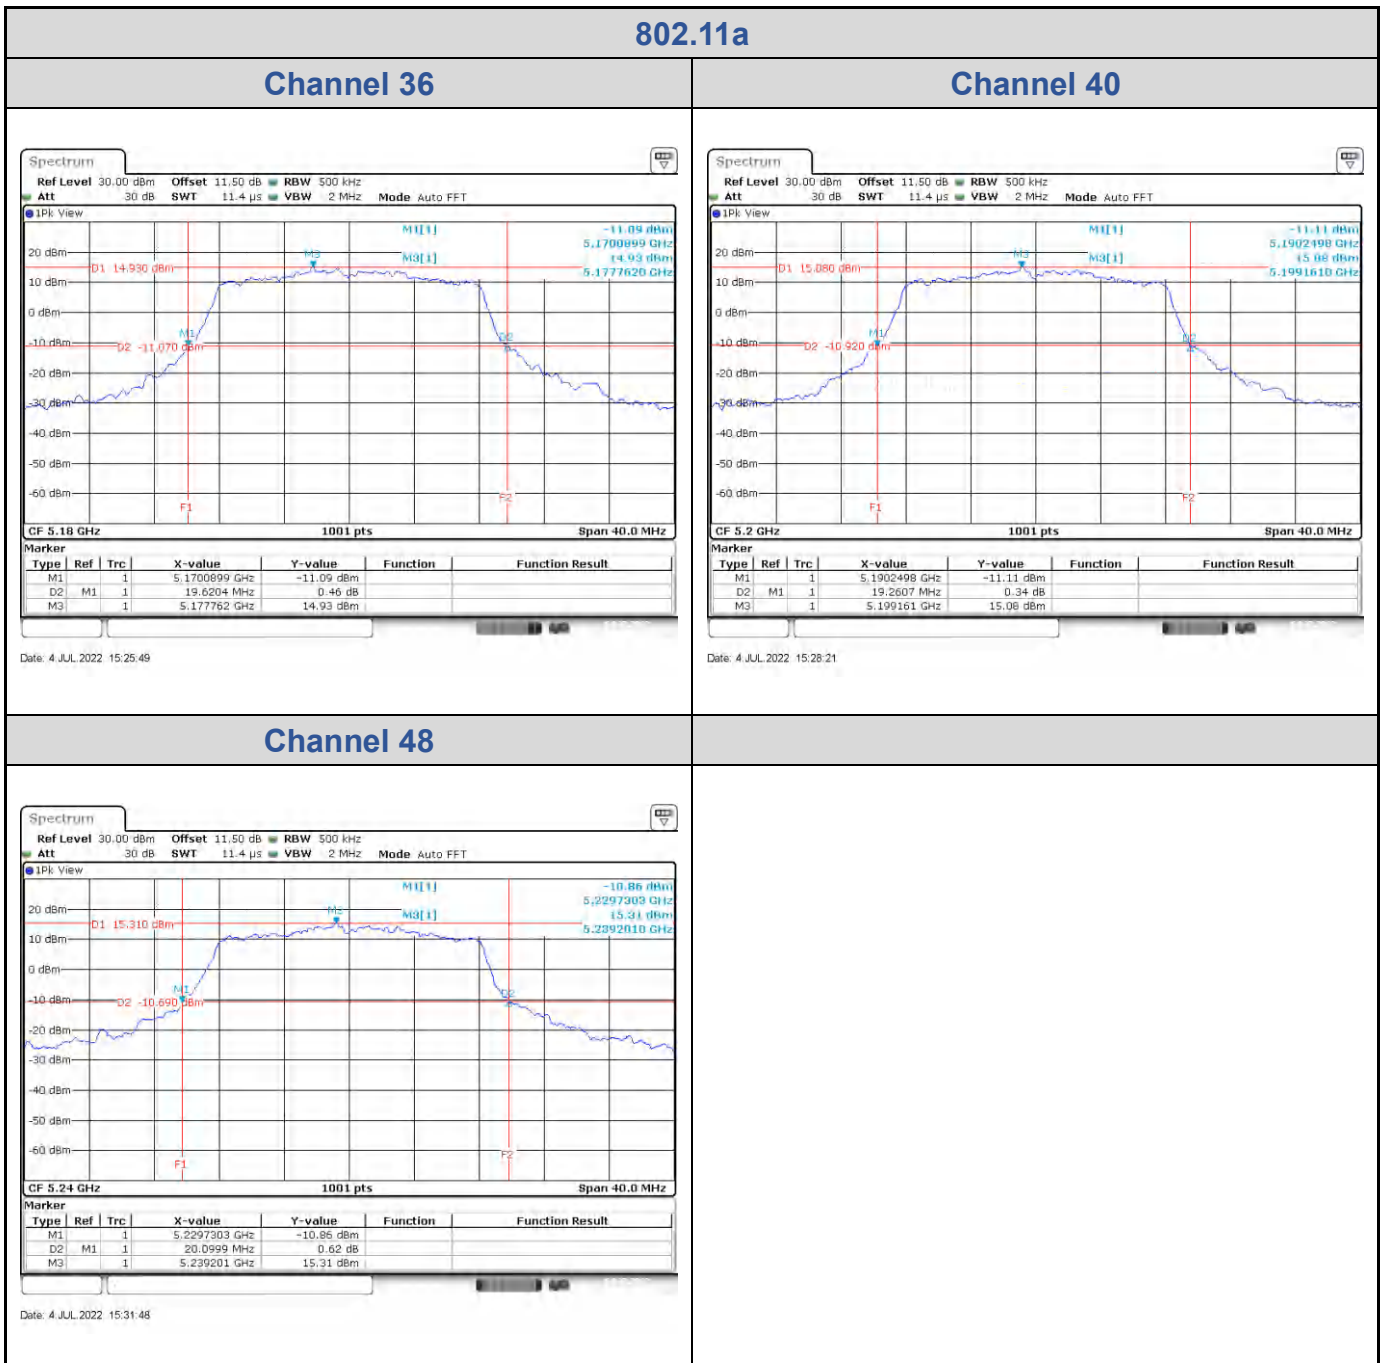 802.11a
Channel 36
Channel 40
Spectrum
Ref Level 30.00 dBm Offset 11.50 dB RBW 500 kHz
Att 30 dB SWT 11.4 µs VBW 2 MHz Mode Auto FFT
1Pk View
M1[1] -11.09 dBm
5.1700899 GHz
M3[1] 14.93 dBm
5.1777620 GHz
M3
20 dBm
D1 14.930 dBm
10 dBm
0 dBm
M1
D2
-10 dBm
D2 -11.070 dBm
-20 dBm
-30 dBm
-40 dBm
-50 dBm
-60 dBm
F1
F2
CF 5.18 GHz 1001 pts Span 40.0 MHz
Marker
Type Ref Trc X-value Y-value Function Function Result
M1 1 5.1700899 GHz -11.09 dBm
D2 M1 1 19.6204 MHz 0.46 dB
M3 1 5.177762 GHz 14.93 dBm
Date: 4.JUL.2022 15:25:49
Spectrum
Ref Level 30.00 dBm Offset 11.50 dB RBW 500 kHz
Att 30 dB SWT 11.4 µs VBW 2 MHz Mode Auto FFT
1Pk View
M1[1] -11.11 dBm
5.1902498 GHz
M3[1] 15.08 dBm
5.1991610 GHz
M3
20 dBm
D1 15.080 dBm
10 dBm
0 dBm
M1
D2
-10 dBm
D2 -10.920 dBm
-20 dBm
-30 dBm
-40 dBm
-50 dBm
-60 dBm
F1
F2
CF 5.2 GHz 1001 pts Span 40.0 MHz
Marker
Type Ref Trc X-value Y-value Function Function Result
M1 1 5.1902498 GHz -11.11 dBm
D2 M1 1 19.2607 MHz 0.34 dB
M3 1 5.199161 GHz 15.08 dBm
Date: 4.JUL.2022 15:28:21
Channel 48
Spectrum
Ref Level 30.00 dBm Offset 11.50 dB RBW 500 kHz
Att 30 dB SWT 11.4 µs VBW 2 MHz Mode Auto FFT
1Pk View
M1[1] -10.86 dBm
5.2297303 GHz
M3[1] 15.31 dBm
5.2392010 GHz
M3
20 dBm
D1 15.310 dBm
10 dBm
0 dBm
M1
D2
-10 dBm
D2 -10.690 dBm
-20 dBm
-30 dBm
-40 dBm
-50 dBm
-60 dBm
F1
F2
CF 5.24 GHz 1001 pts Span 40.0 MHz
Marker
Type Ref Trc X-value Y-value Function Function Result
M1 1 5.2297303 GHz -10.86 dBm
D2 M1 1 20.0999 MHz 0.62 dB
M3 1 5.239201 GHz 15.31 dBm
Date: 4.JUL.2022 15:31:48